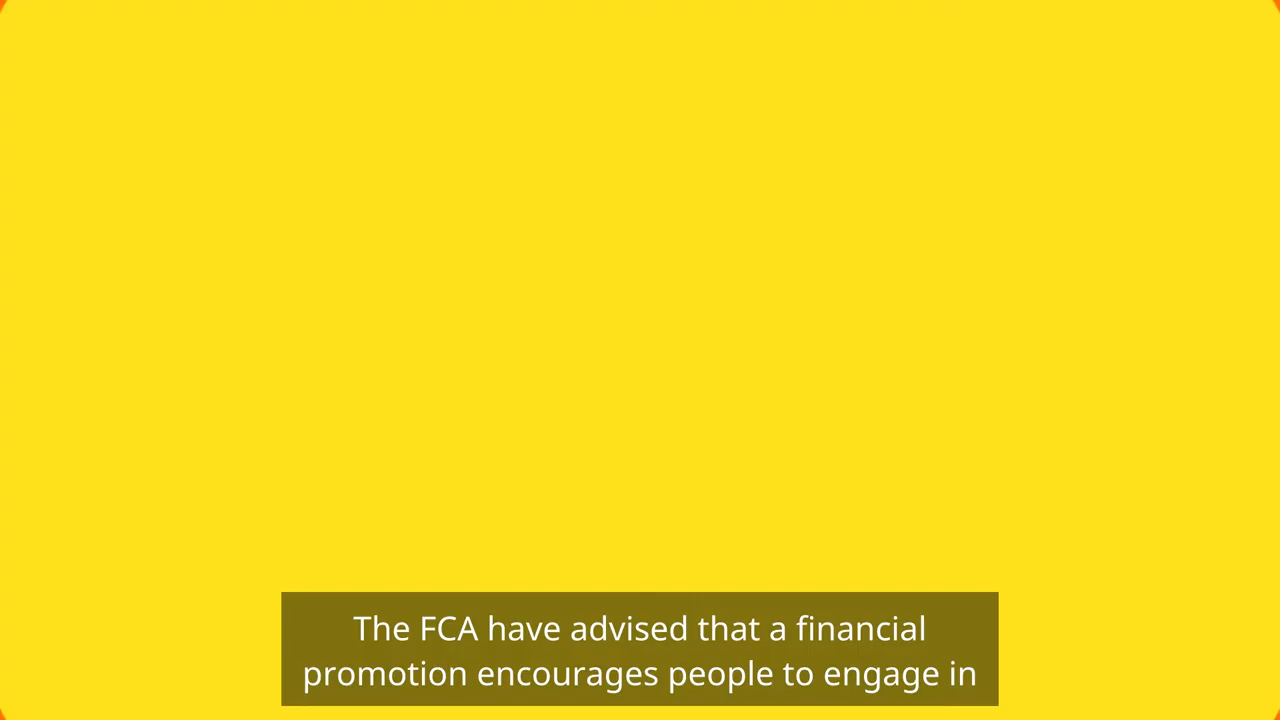 The FCA have advised that a financial
promotion encourages people to engage in